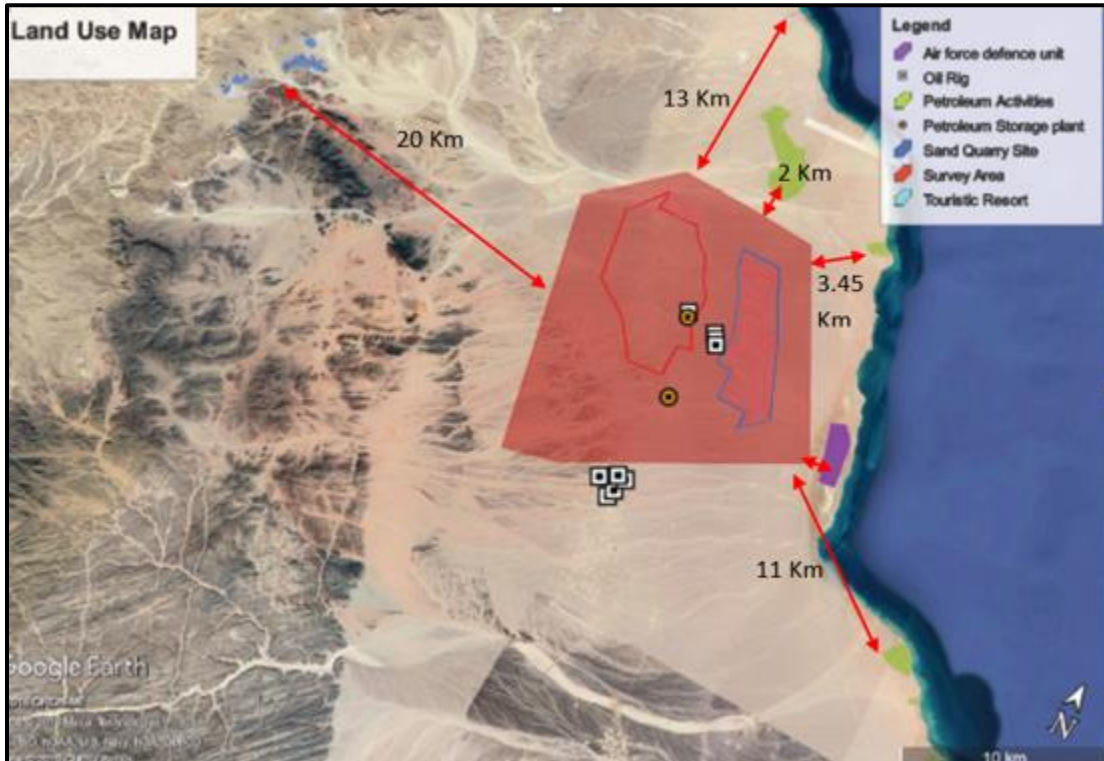 Land Use Map
Legend
Air force defence unit
Oil Rig
Petroleum Activities
Petroleum Storage plant
Sand Quarry Site
Survey Area
Touristic Resort
13 Km
20 Km
2 Km
3.45
Km
11 Km
Google Earth
N
10 km